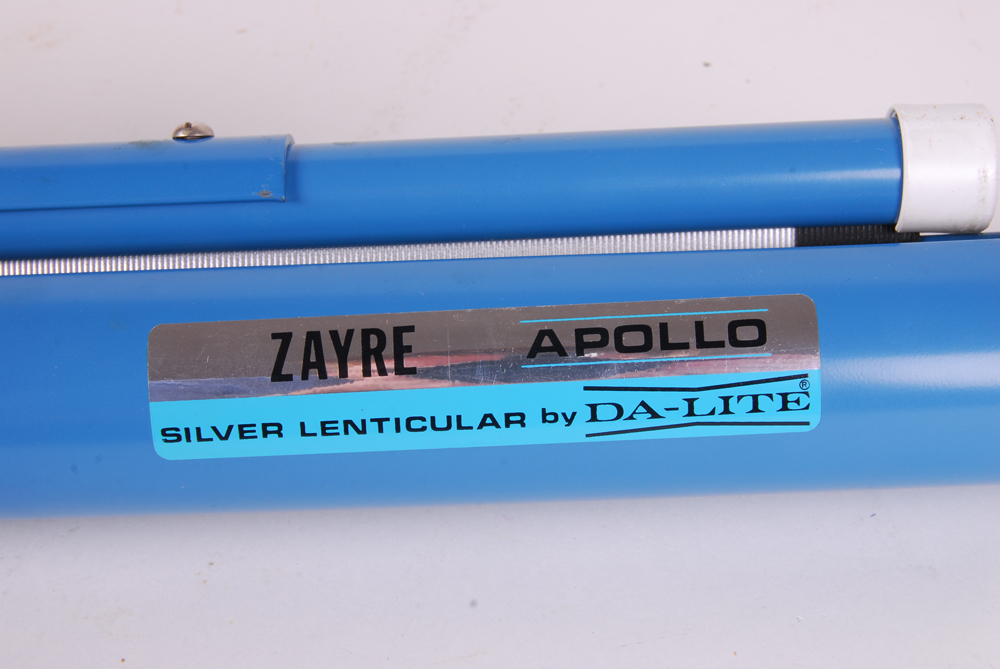 ZAYRE APOLLO
SILVER LENTICULAR by DA-LITE®